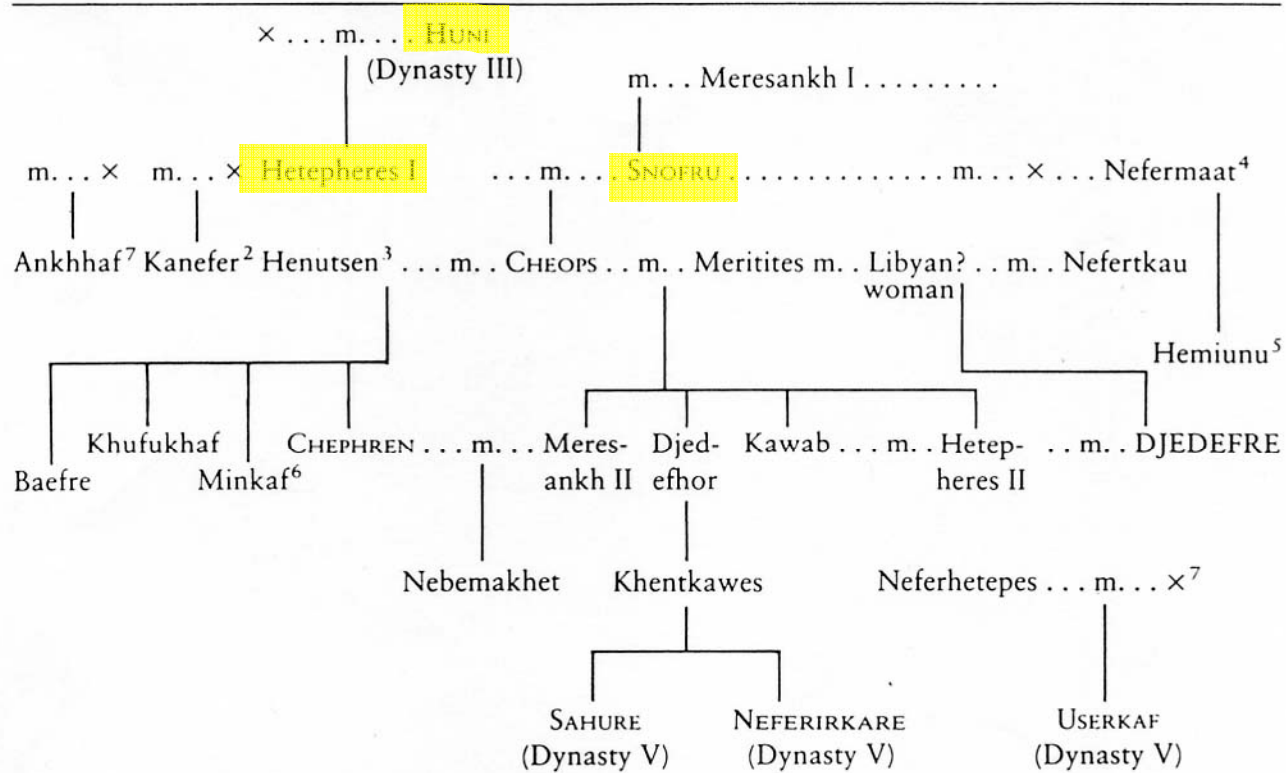 × . . . m. . . . HUNI
(Dynasty III)
m. . . Meresankh I . . . . . . . . .
m. . . × m. . . × Hetepheres I . . . m. . . . SNOFRU . . . . . . . . . . . . . . . m. . . × . . . Nefermaat⁴
Ankhhaf⁷ Kanefer² Henutsen³ . . . m. . CHEOPS . . m. . Meritites m. . Libyan? . . m. . Nefertkau
woman
Hemiunu⁵
Khufukhaf CHEPHREN . . . m. . . Meres- Djed- Kawab . . . m. . Hetep- . . m. . DJEDEFRE
Baefre Minkaf⁶ ankh II efhor heres II
Nebemakhet Khentkawes Neferhetepes . . . m. . . ×⁷
SAHURE NEFERIRKARE USERKAF
(Dynasty V) (Dynasty V) (Dynasty V)